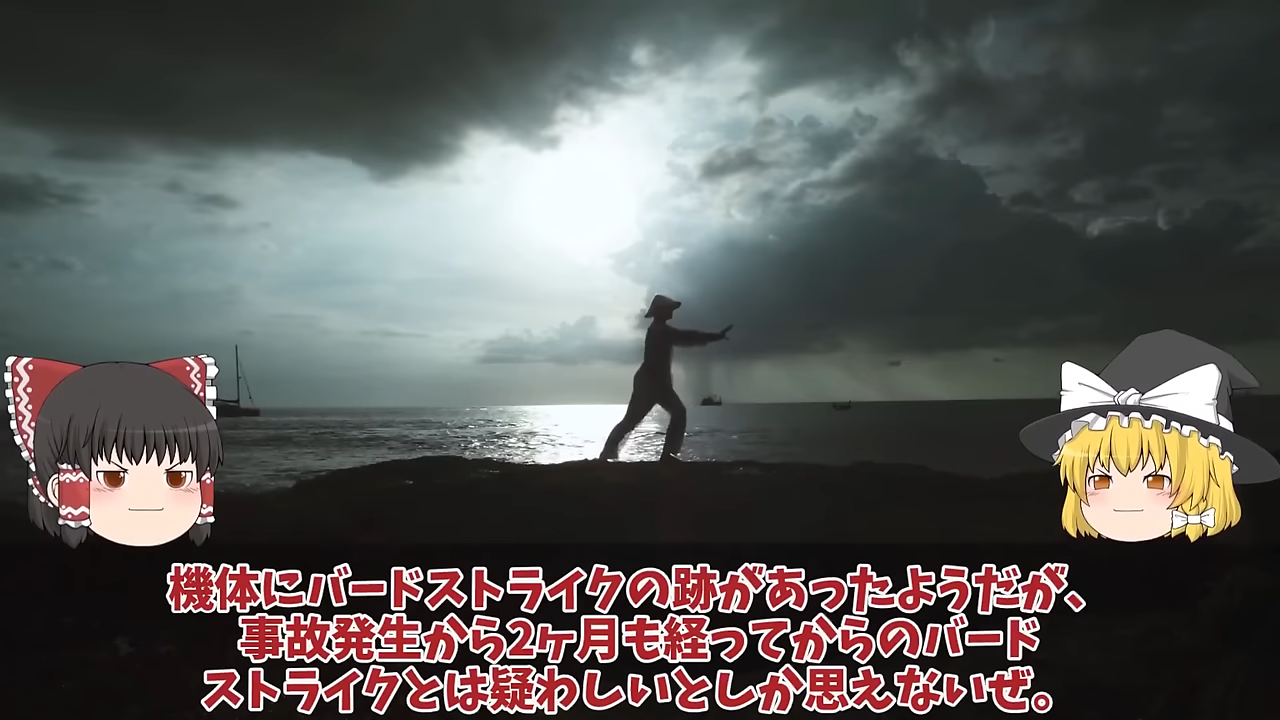 機体にバードストライクの跡があったようだが、
事故発生から2ヶ月も経ってからのバード
ストライクとは疑わしいとしか思えないぜ。